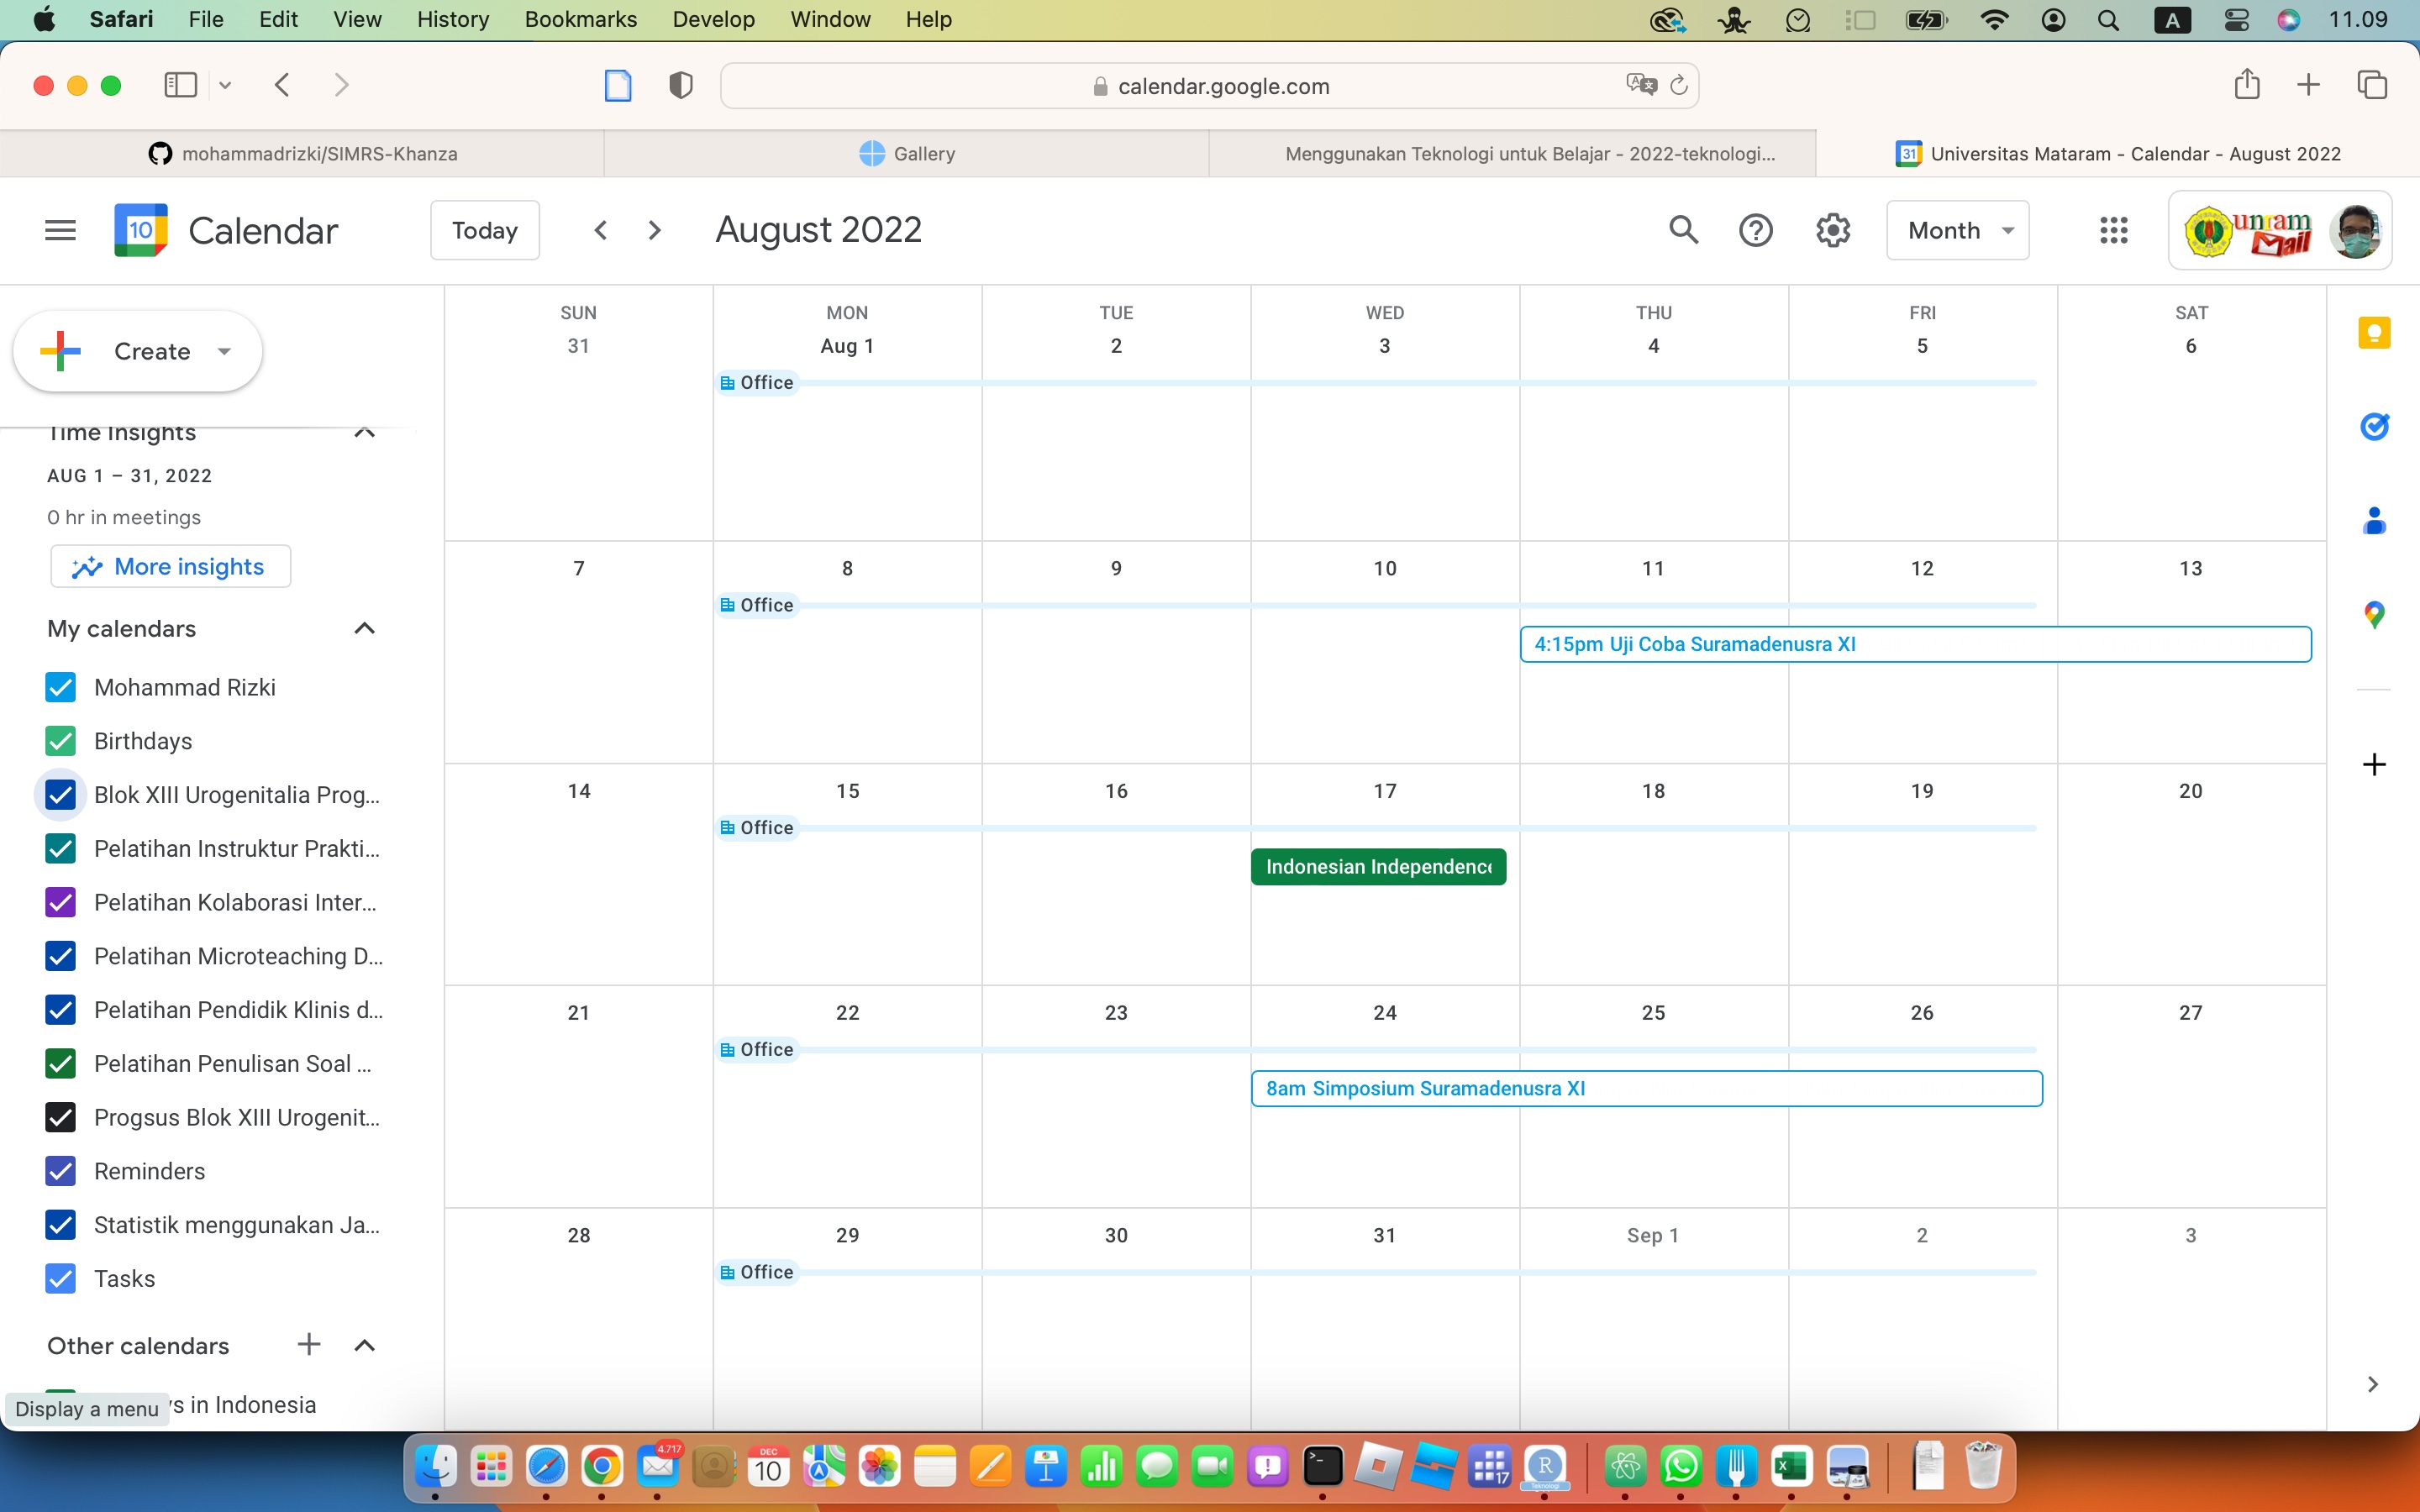 Safari File Edit View History Bookmarks Develop Window Help A 11.09
calendar.google.com
mohammadrizki/SIMRS-Khanza Gallery Menggunakan Teknologi untuk Belajar - 2022-teknologi... 31 Universitas Mataram - Calendar - August 2022
10 Calendar Today August 2022 Month unram Mail
Create
SUN MON TUE WED THU FRI SAT
31 Aug 1 2 3 4 5 6
Office
Time Insights
AUG 1 – 31, 2022
0 hr in meetings
More insights
7 8 9 10 11 12 13
Office
4:15pm Uji Coba Suramadenusra XI
My calendars
Mohammad Rizki
Birthdays
Blok XIII Urogenitalia Prog...
Pelatihan Instruktur Prakti...
Pelatihan Kolaborasi Inter...
Pelatihan Microteaching D...
Pelatihan Pendidik Klinis d...
Pelatihan Penulisan Soal ...
Progsus Blok XIII Urogenit...
Reminders
Statistik menggunakan Ja...
Tasks
14 15 16 17 18 19 20
Office
Indonesian Independenc
21 22 23 24 25 26 27
Office
8am Simposium Suramadenusra XI
28 29 30 31 Sep 1 2 3
Office
Other calendars
s in Indonesia
Display a menu
4.717 DEC 10 17 R Teknologi X